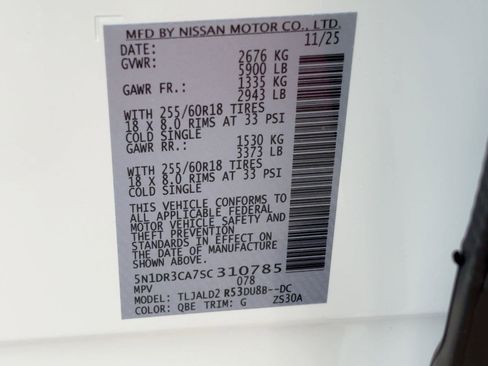 MFD BY NISSAN MOTOR CO., LTD.
DATE: 11/25
GVWR: 2676 KG
5900 LB
GAWR FR.: 1335 KG
2943 LB
WITH 255/60R18 TIRES
18 X 8.0 RIMS AT 33 PSI
COLD SINGLE
GAWR RR.: 1530 KG
3373 LB
WITH 255/60R18 TIRES
18 X 8.0 RIMS AT 33 PSI
COLD SINGLE
THIS VEHICLE CONFORMS TO
ALL APPLICABLE FEDERAL
MOTOR VEHICLE SAFETY AND
THEFT PREVENTION
STANDARDS IN EFFECT ON
THE DATE OF MANUFACTURE
SHOWN ABOVE.
5N1DR3CA7SC310785
MPV 078
MODEL: TLJALD2 R53DU8B--DC
COLOR: QBE TRIM: G ZS30A